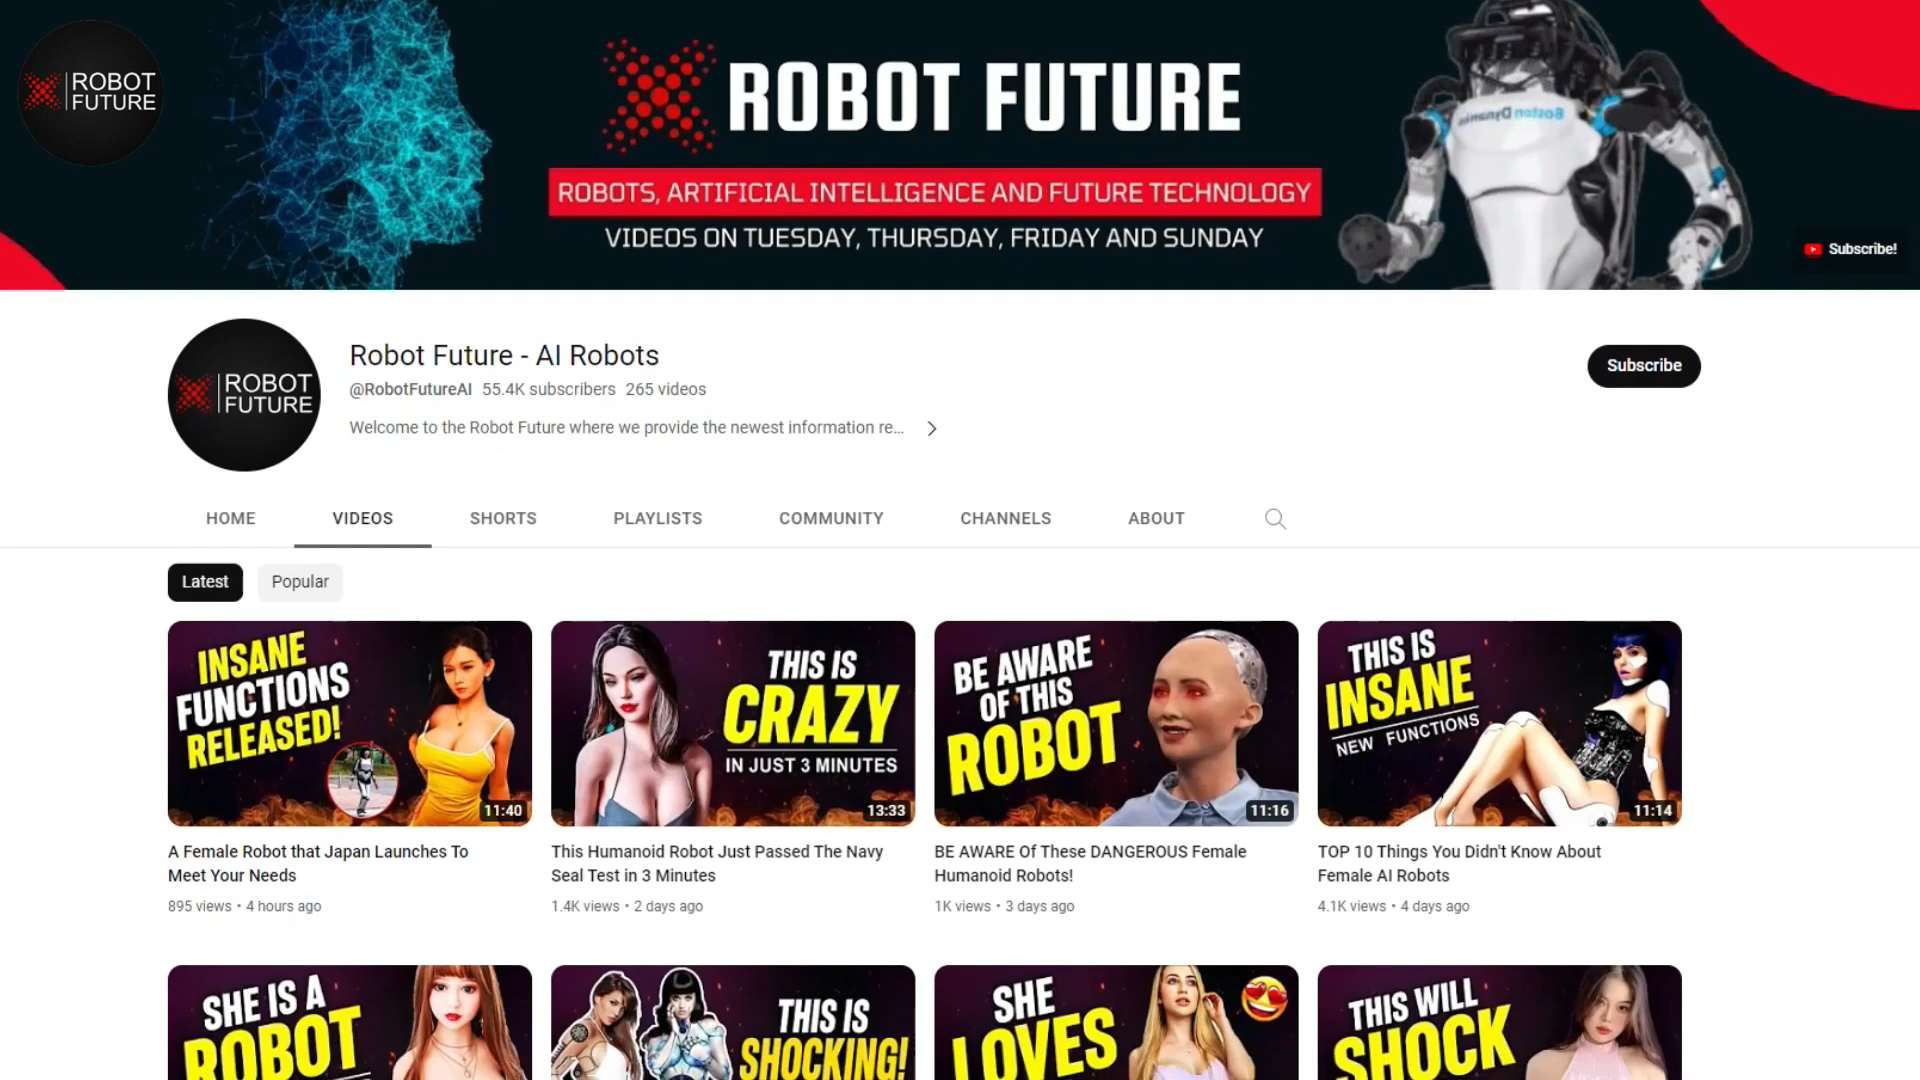 ROBOT
FUTURE
ROBOT FUTURE
ROBOTS, ARTIFICIAL INTELLIGENCE AND FUTURE TECHNOLOGY
VIDEOS ON TUESDAY, THURSDAY, FRIDAY AND SUNDAY
Boston Dynamics
Subscribe!
ROBOT
FUTURE
Robot Future - AI Robots
@RobotFutureAI 55.4K subscribers 265 videos
Welcome to the Robot Future where we provide the newest information re...
Subscribe
HOME VIDEOS SHORTS PLAYLISTS COMMUNITY CHANNELS ABOUT
Latest Popular
INSANE
FUNCTIONS
RELEASED!
11:40
THIS IS
CRAZY
IN JUST 3 MINUTES
13:33
BE AWARE
OF THIS
ROBOT
11:16
THIS IS
INSANE
NEW FUNCTIONS
11:14
A Female Robot that Japan Launches To
Meet Your Needs
895 views • 4 hours ago
This Humanoid Robot Just Passed The Navy
Seal Test in 3 Minutes
1.4K views • 2 days ago
BE AWARE Of These DANGEROUS Female
Humanoid Robots!
1K views • 3 days ago
TOP 10 Things You Didn't Know About
Female AI Robots
4.1K views • 4 days ago
SHE IS A
ROBOT
THIS IS
SHOCKING!
SHE
LOVES
THIS WILL
SHOCK